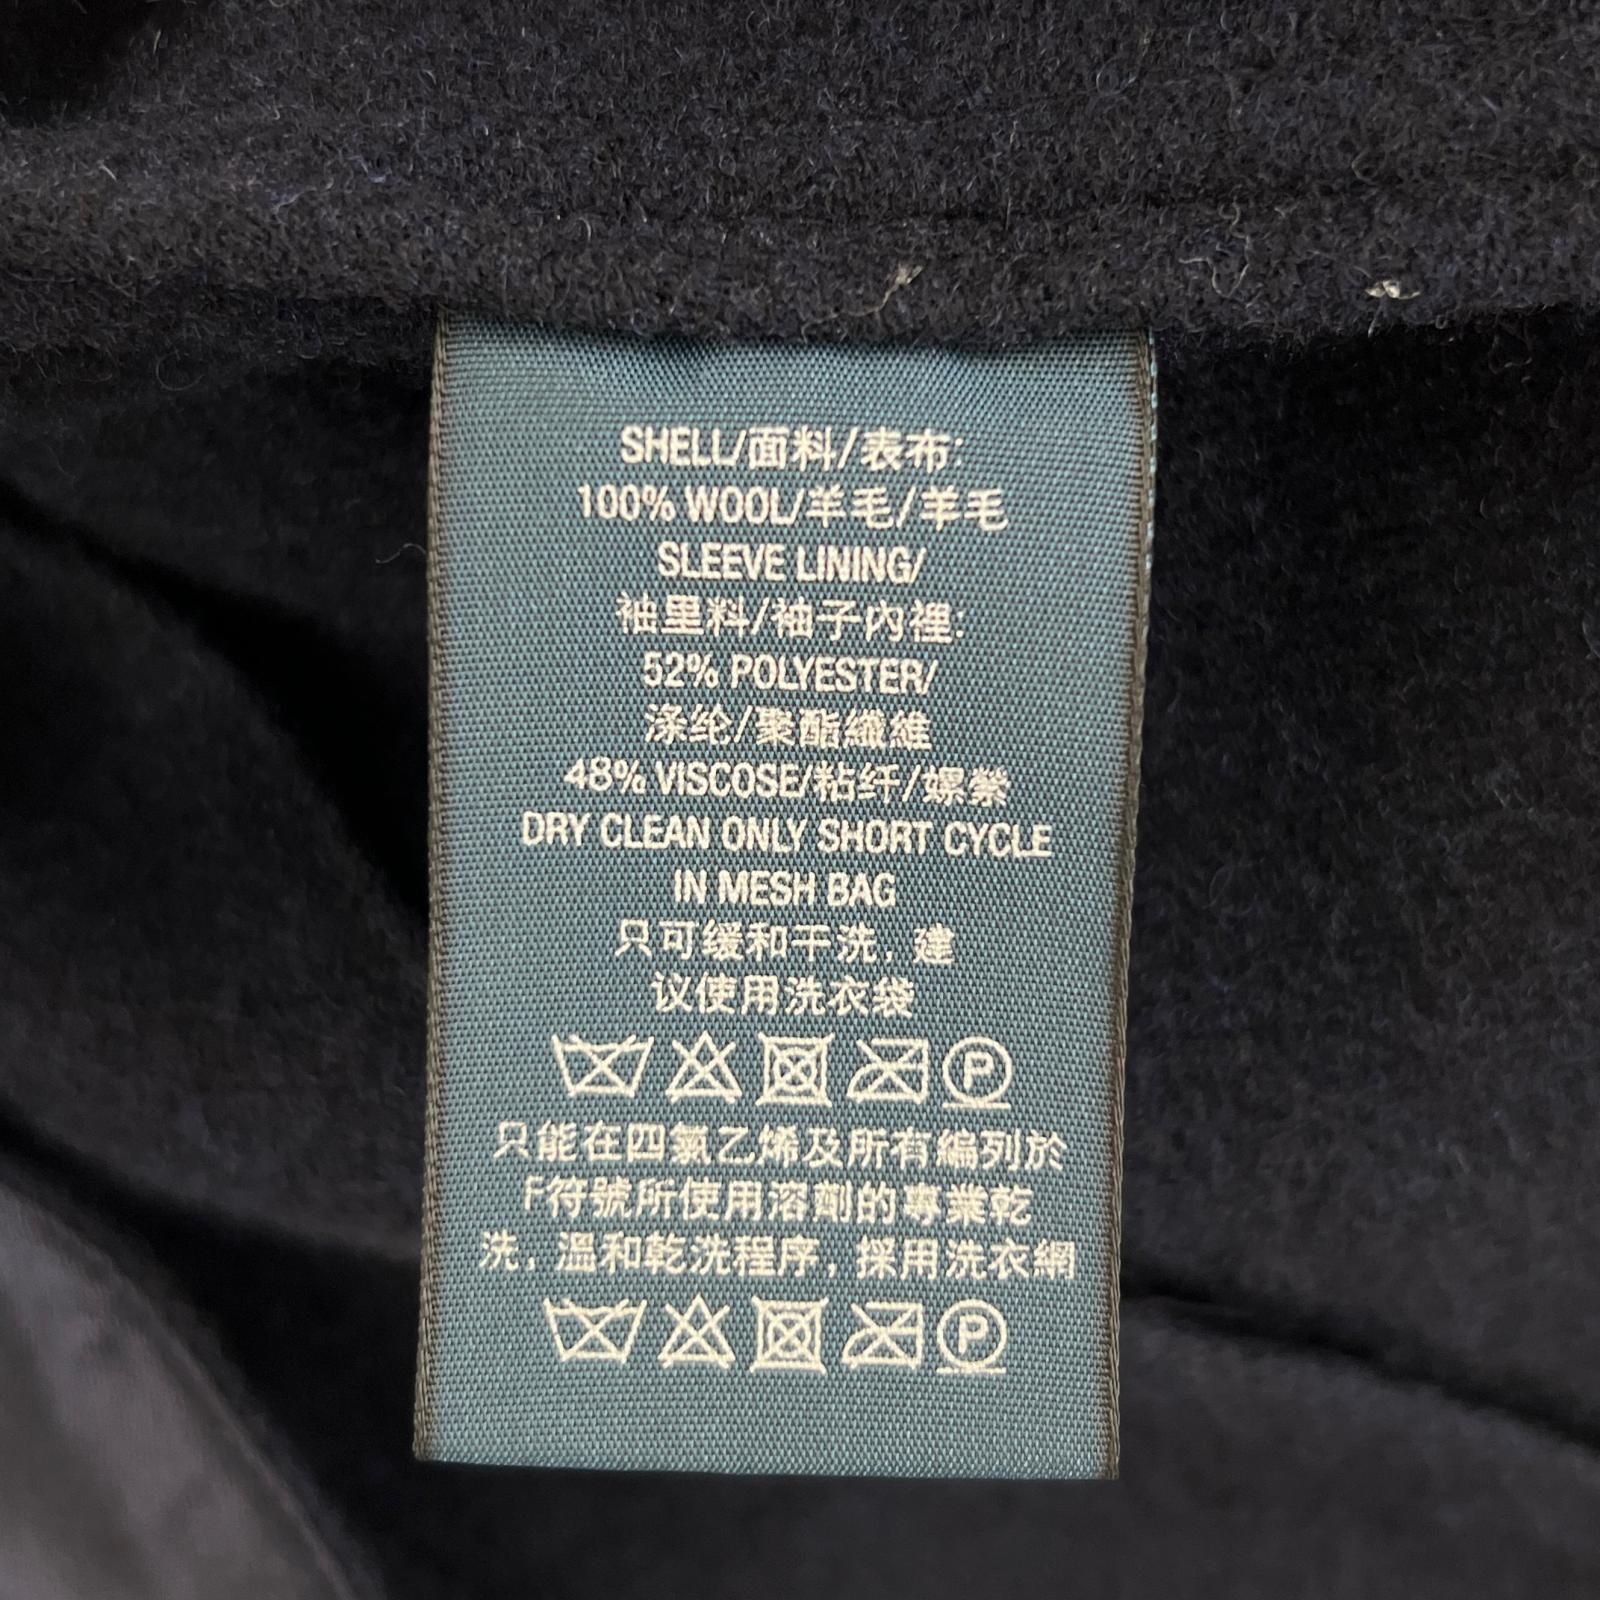 SHELL/面料/表布:
100% WOOL/羊毛/羊毛
SLEEVE LINING/
袖里料/袖子內裡:
52% POLYESTER/
涤纶/聚酯纖維
48% VISCOSE/粘纤/嫘縈
DRY CLEAN ONLY SHORT CYCLE
IN MESH BAG
只可缓和干洗, 建
议使用洗衣袋
P
只能在四氯乙烯及所有編列於
F符號所使用溶劑的專業乾
洗, 溫和乾洗程序, 採用洗衣網
P